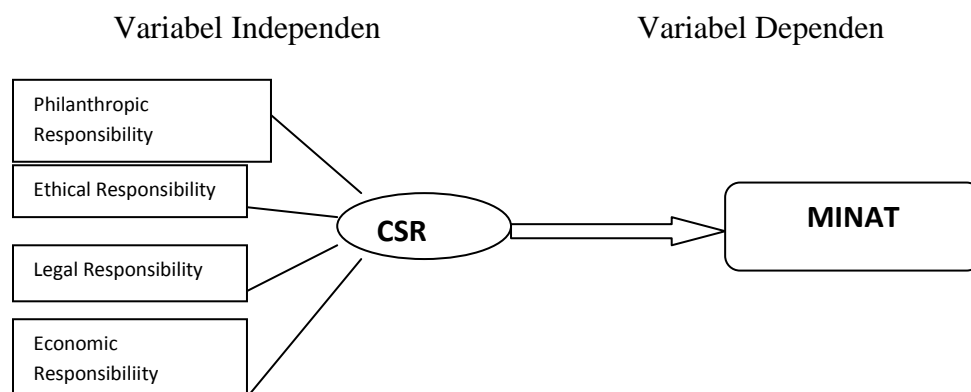 Variabel Independen
Variabel Dependen
Philanthropic
Responsibility
Ethical Responsibility
Legal Responsibility
Economic
Responsibiliity
CSR
MINAT